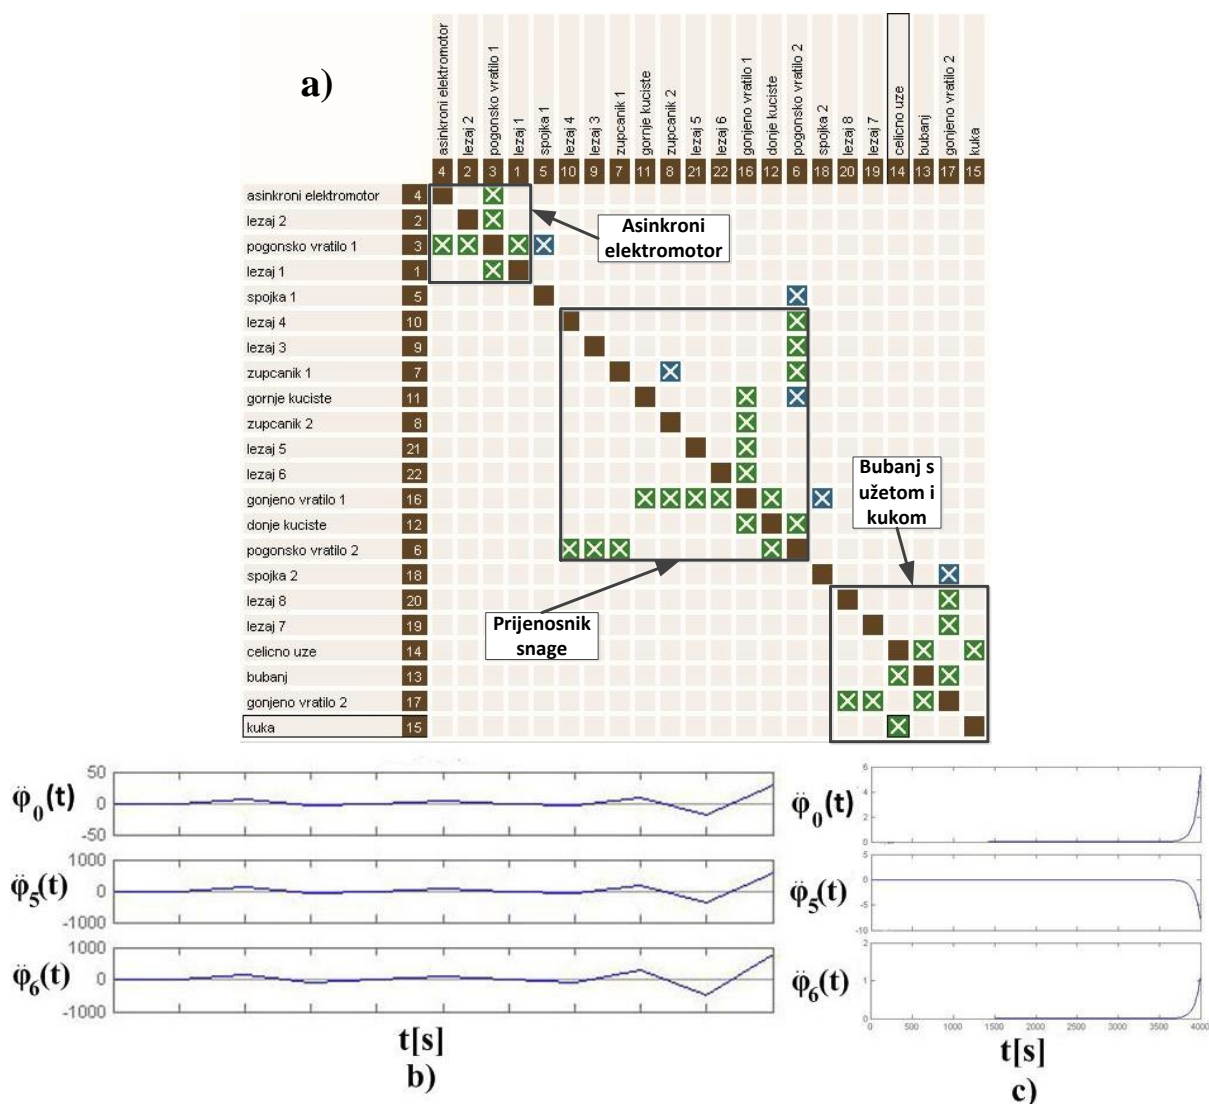 a)
asinkroni elektromotor
lezaj 2
pogonsko vratilo 1
lezaj 1
spojka 1
lezaj 4
lezaj 3
zupcanik 1
gornje kuciste
zupcanik 2
lezaj 5
lezaj 6
gonjeno vratilo 1
donje kuciste
pogonsko vratilo 2
spojka 2
lezaj 8
lezaj 7
celicno uze
bubanj
gonjeno vratilo 2
kuka
4 2 3 1 5 10 9 7 11 8 21 22 16 12 6 18 20 19 14 13 17 15
asinkroni elektromotor 4
lezaj 2 2
pogonsko vratilo 1 3
lezaj 1 1
spojka 1 5
lezaj 4 10
lezaj 3 9
zupcanik 1 7
gornje kuciste 11
zupcanik 2 8
lezaj 5 21
lezaj 6 22
gonjeno vratilo 1 16
donje kuciste 12
pogonsko vratilo 2 6
spojka 2 18
lezaj 8 20
lezaj 7 19
celicno uze 14
bubanj 13
gonjeno vratilo 2 17
kuka 15
Asinkroni
elektromotor
Prijenosnik
snage
Bubanj s
užetom i
kukom
φ̈₀(t)
50
0
-50
φ̈₅(t)
1000
0
-1000
φ̈₆(t)
1000
0
-1000
t[s]
b)
φ̈₀(t)
6
4
2
0
φ̈₅(t)
5
0
-5
-10
φ̈₆(t)
2
1
0
0 500 1000 1500 2000 2500 3000 3500 4000
t[s]
c)